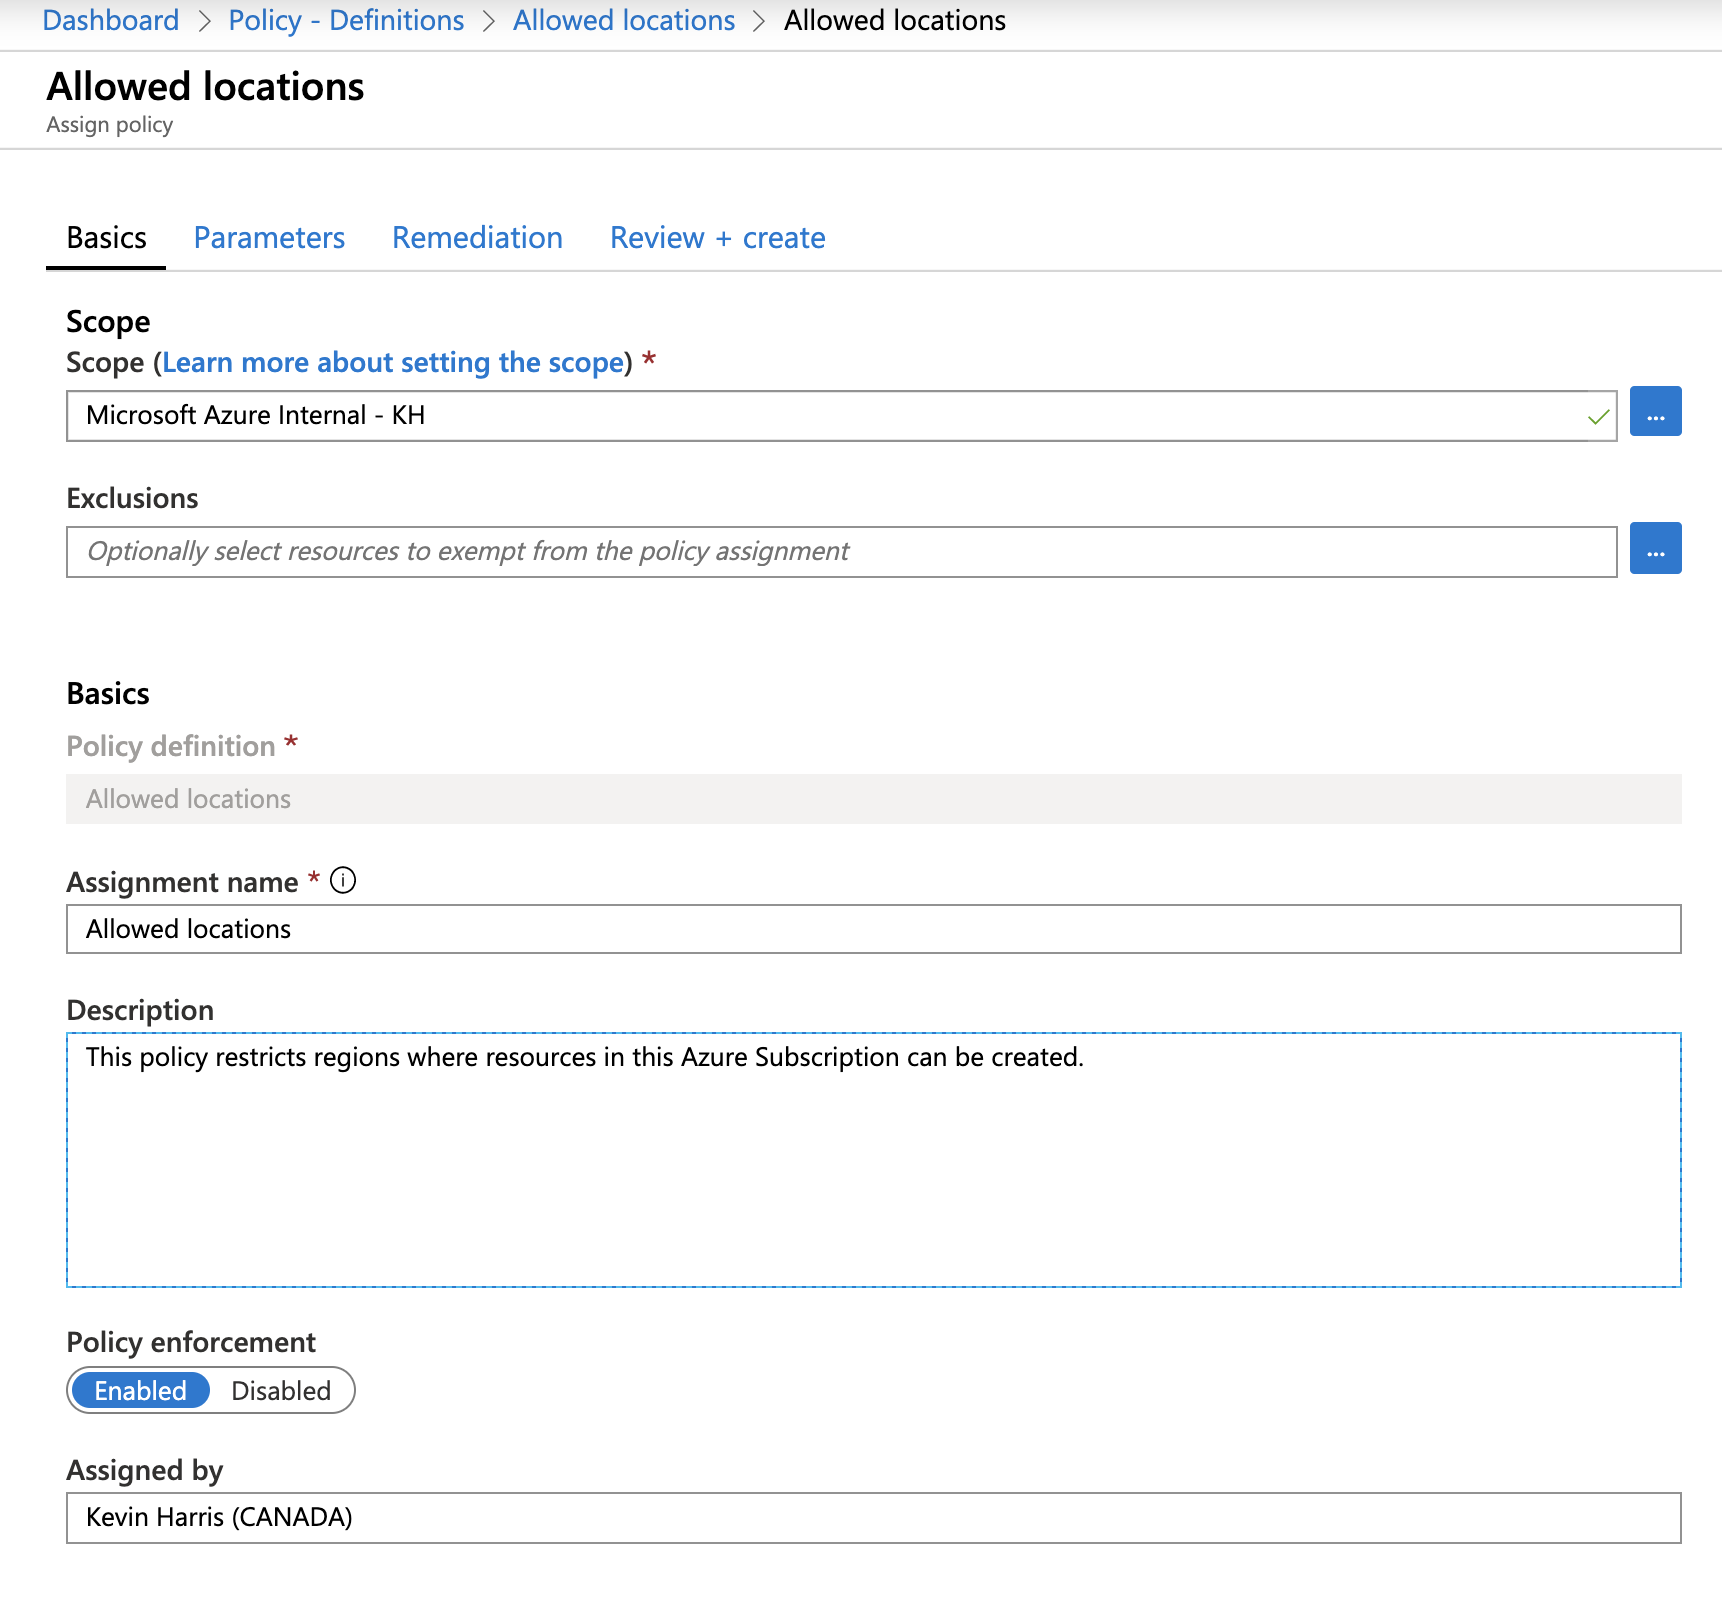 Dashboard > Policy - Definitions > Allowed locations > Allowed locations
Allowed locations
Assign policy
Basics Parameters Remediation Review + create
Scope
Scope (Learn more about setting the scope) *
Microsoft Azure Internal - KH
...
Exclusions
Optionally select resources to exempt from the policy assignment
...
Basics
Policy definition *
Allowed locations
Assignment name *
Allowed locations
Description
This policy restricts regions where resources in this Azure Subscription can be created.
Policy enforcement
Enabled Disabled
Assigned by
Kevin Harris (CANADA)